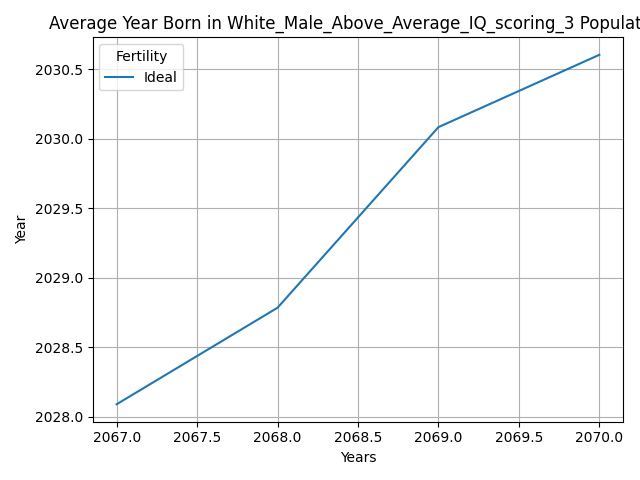 Average Year Born in White_Male_Above_Average_IQ_scoring_3 Populat
Fertility
Ideal
2030.5
2030.0
2029.5
2029.0
2028.5
2028.0
Year
2067.0 2067.5 2068.0 2068.5 2069.0 2069.5 2070.0
Years